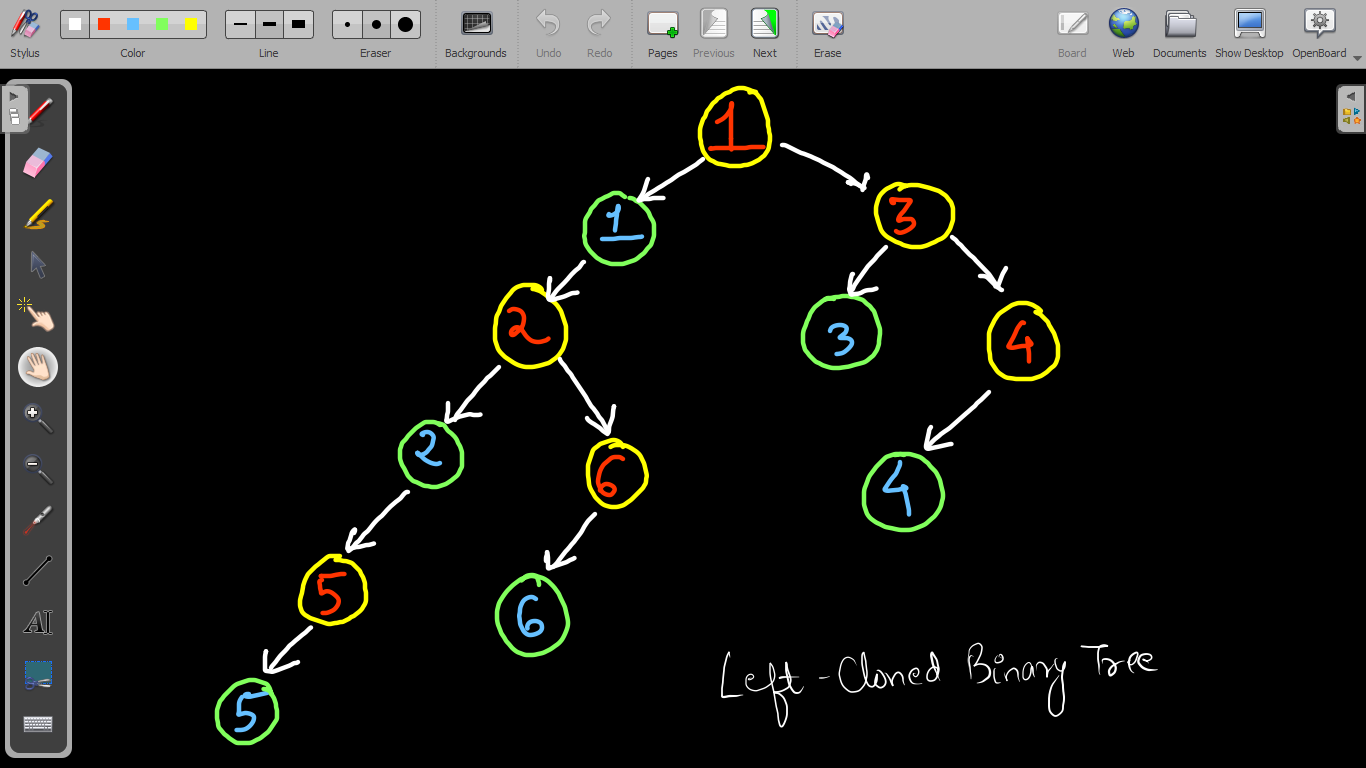 Stylus Color Line Eraser Backgrounds Undo Redo Pages Previous Next Erase Board Web Documents Show Desktop OpenBoard
1
1 3
2 3 4
2 6 4
5 6
5
AI
Left-Cloned Binary Tree